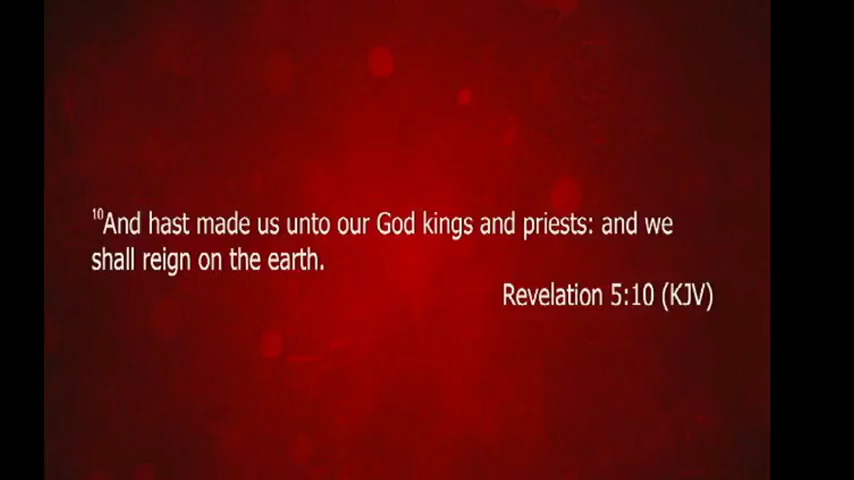 10And hast made us unto our God kings and priests: and we
shall reign on the earth.
Revelation 5:10 (KJV)